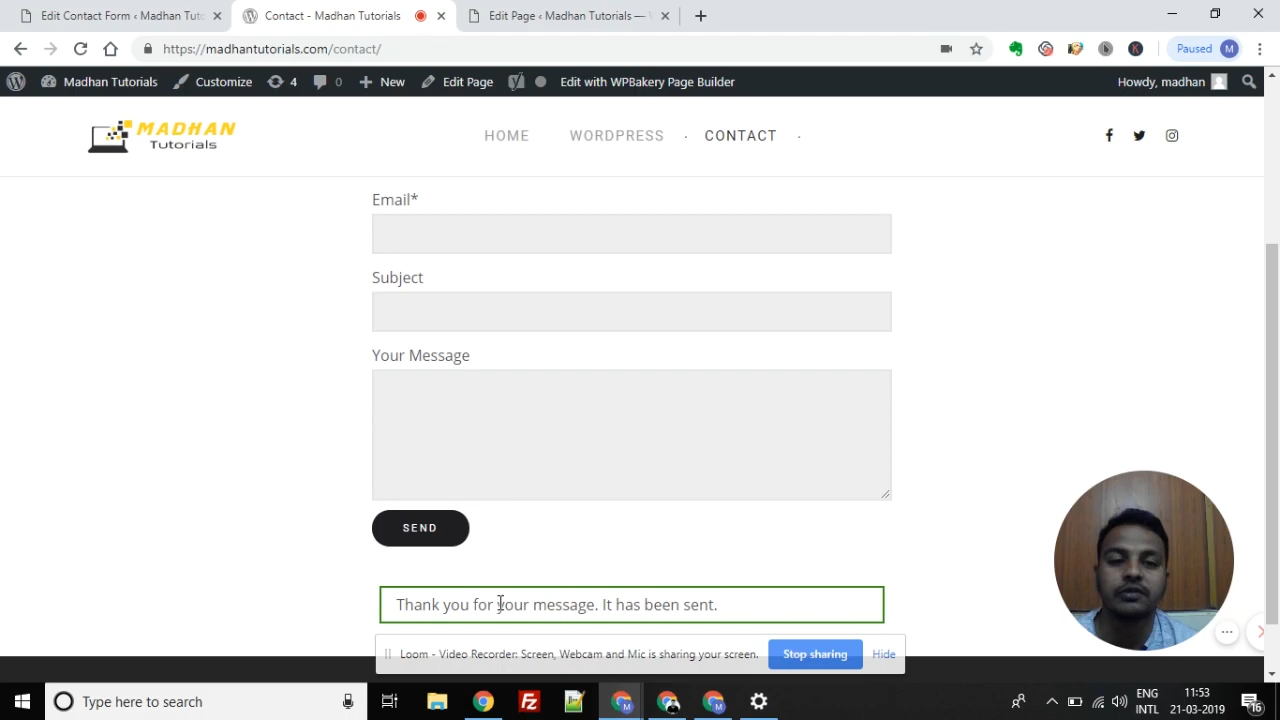 Edit Contact Form ‹ Madhan Tuto
Contact - Madhan Tutorials
Edit Page ‹ Madhan Tutorials —
https://madhantutorials.com/contact/
Paused M
Madhan Tutorials
Customize
4
0
New
Edit Page
Edit with WPBakery Page Builder
Howdy, madhan
MADHAN
Tutorials
HOME
WORDPRESS
CONTACT
Email*
Subject
Your Message
SEND
Thank you for your message. It has been sent.
Loom - Video Recorder: Screen, Webcam and Mic is sharing your screen.
Stop sharing
Hide
Type here to search
ENG
INTL
11:53
21-03-2019
16